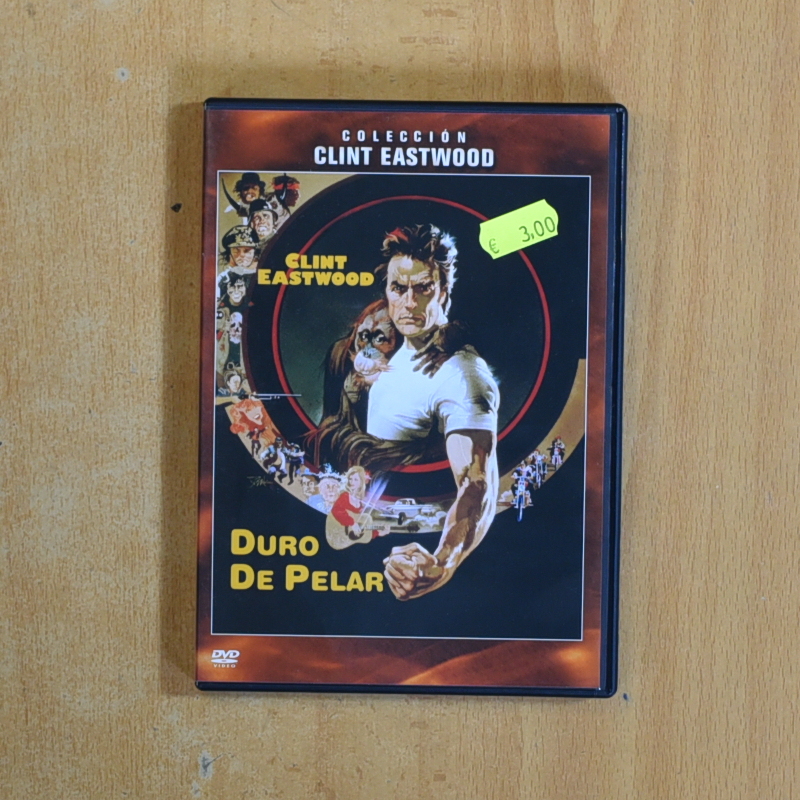 COLECCIÓN
CLINT EASTWOOD
€ 3,00
CLINT
EASTWOOD
DURO
DE PELAR
DVD
VIDEO